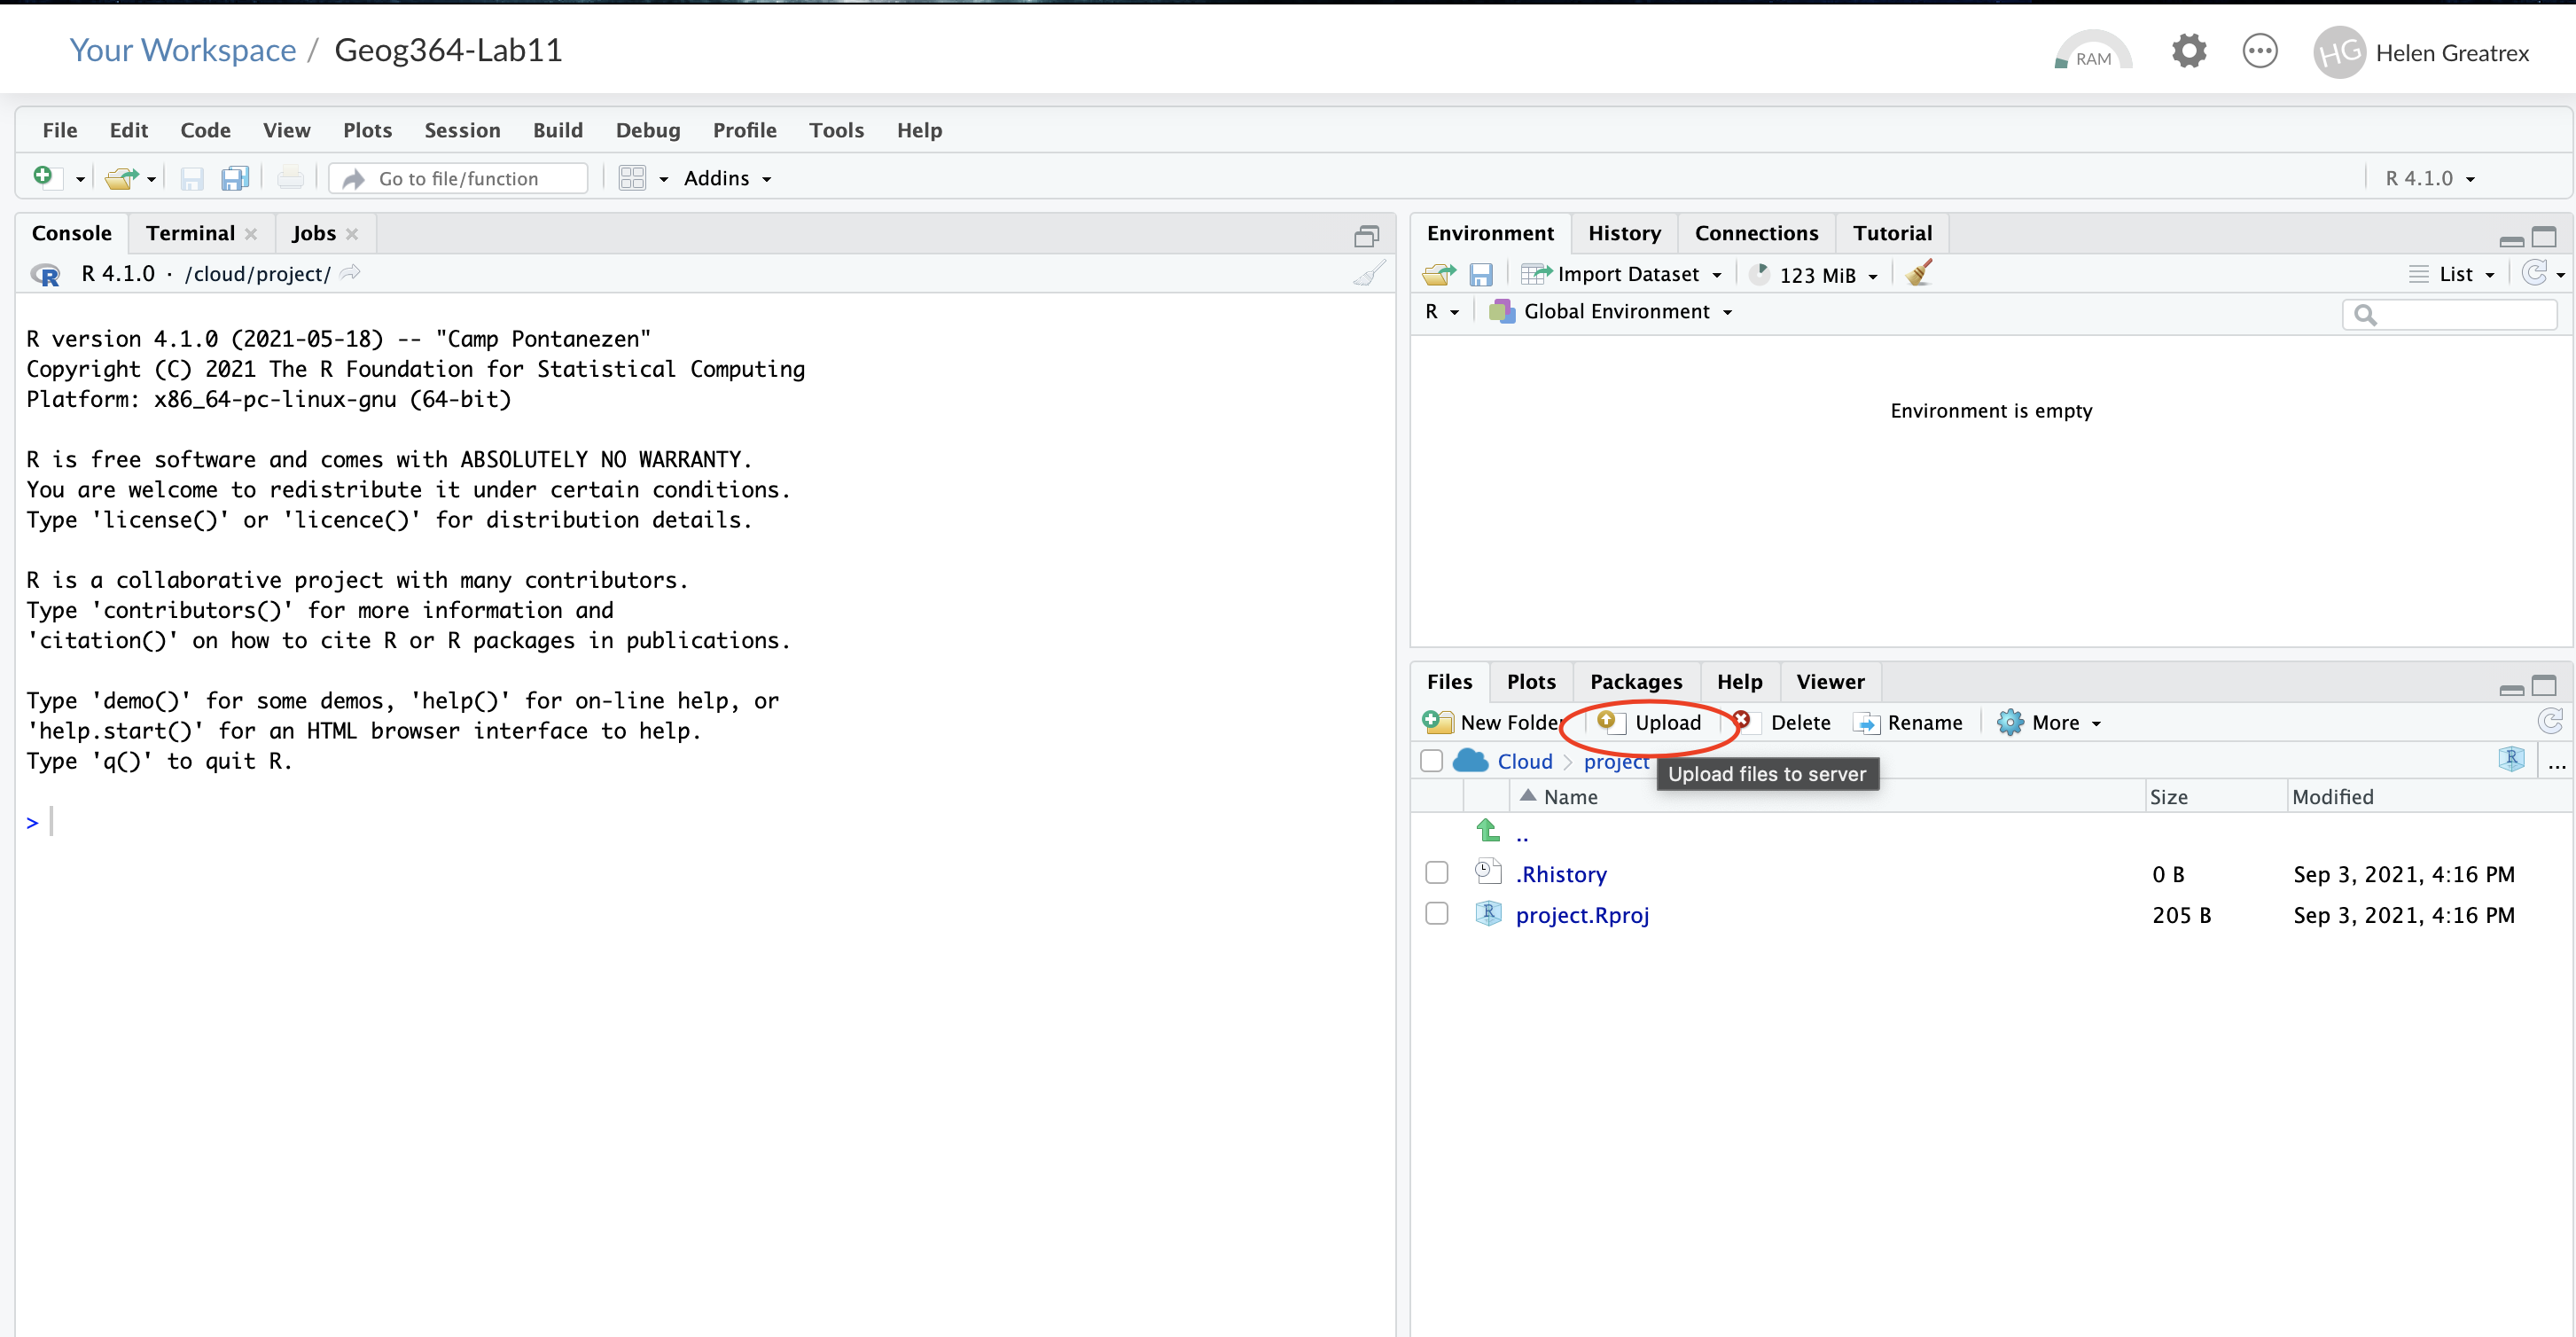 Your Workspace / Geog364-Lab11
RAM
HG Helen Greatrex
File Edit Code View Plots Session Build Debug Profile Tools Help
Go to file/function
Addins
R 4.1.0
Console Terminal Jobs
R 4.1.0 · /cloud/project/
R version 4.1.0 (2021-05-18) -- "Camp Pontanezen"
Copyright (C) 2021 The R Foundation for Statistical Computing
Platform: x86_64-pc-linux-gnu (64-bit)
R is free software and comes with ABSOLUTELY NO WARRANTY.
You are welcome to redistribute it under certain conditions.
Type 'license()' or 'licence()' for distribution details.
R is a collaborative project with many contributors.
Type 'contributors()' for more information and
'citation()' on how to cite R or R packages in publications.
Type 'demo()' for some demos, 'help()' for on-line help, or
'help.start()' for an HTML browser interface to help.
Type 'q()' to quit R.
>
Environment History Connections Tutorial
Import Dataset 123 MiB List
R Global Environment
Environment is empty
Files Plots Packages Help Viewer
New Folder Upload Delete Rename More
Cloud project ...
Upload files to server
Name Size Modified
..
.Rhistory 0 B Sep 3, 2021, 4:16 PM
project.Rproj 205 B Sep 3, 2021, 4:16 PM